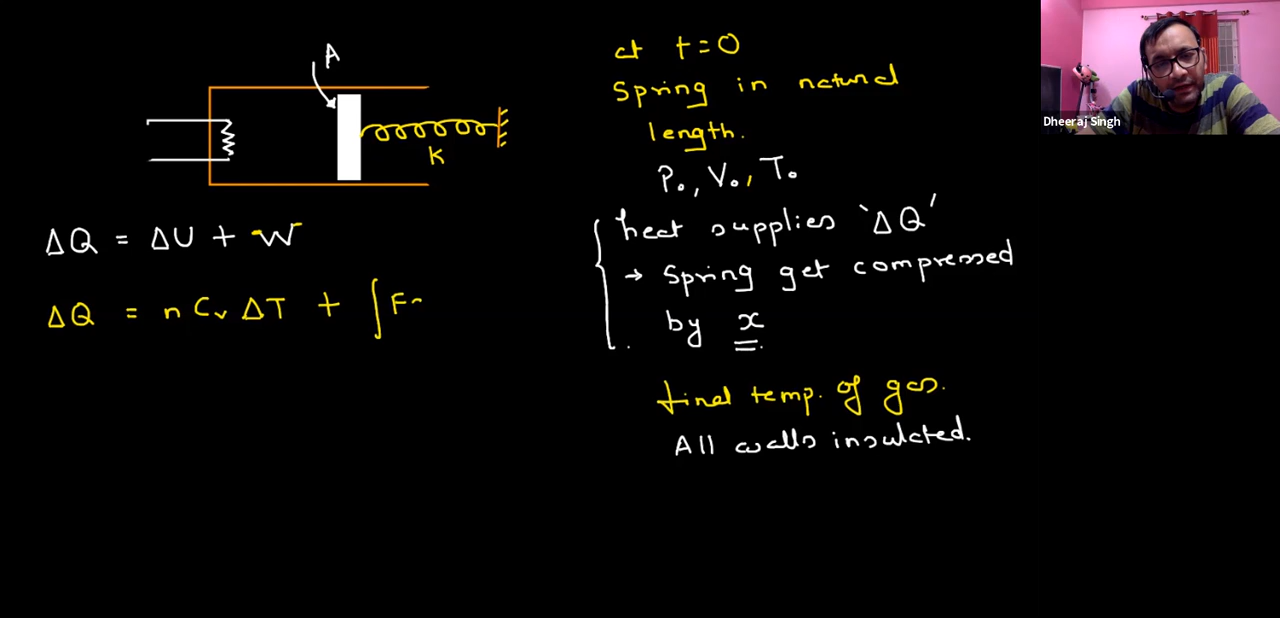 A
K
ΔQ = ΔU + W
ΔQ = n Cv ΔT + ∫ F
at t=0
Spring in natural
length.
P₀, V₀, T₀
heat supplies 'ΔQ'
→ Spring get compressed
by x
final temp. of gas.
All walls insulated.
Dheeraj Singh